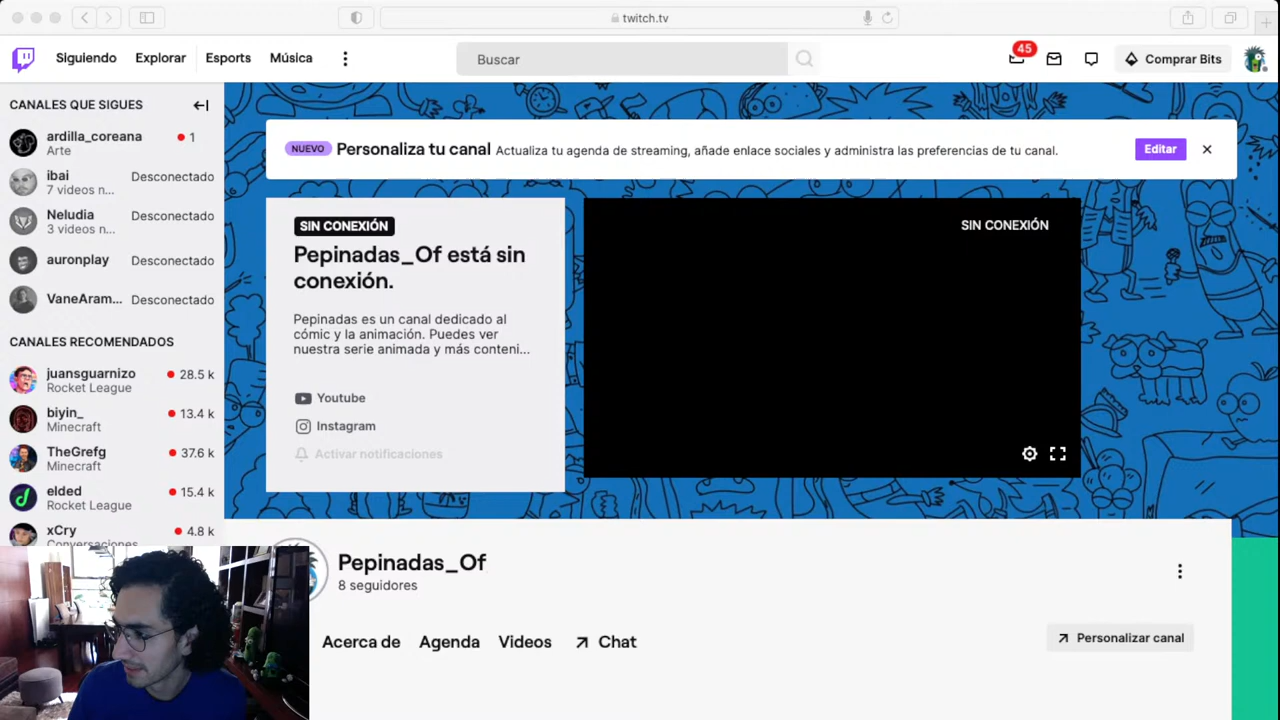 twitch.tv
Siguiendo
Explorar
Esports
Música
Buscar
45
Comprar Bits
CANALES QUE SIGUES
ardilla_coreana
1
Arte
ibai
Desconectado
7 videos n...
Neludia
Desconectado
3 videos n...
auronplay
Desconectado
VaneAram...
Desconectado
CANALES RECOMENDADOS
juansguarnizo
28.5 k
Rocket League
biyin_
13.4 k
Minecraft
TheGrefg
37.6 k
Minecraft
elded
15.4 k
Rocket League
xCry
4.8 k
Conversaciones
NUEVO
Personaliza tu canal
Actualiza tu agenda de streaming, añade enlace sociales y administra las preferencias de tu canal.
Editar
SIN CONEXIÓN
Pepinadas_Of está sin
conexión.
Pepinadas es un canal dedicado al
cómic y la animación. Puedes ver
nuestra serie animada y más conteni...
Youtube
Instagram
Activar notificaciones
SIN CONEXIÓN
Pepinadas_Of
8 seguidores
Acerca de
Agenda
Videos
Chat
Personalizar canal